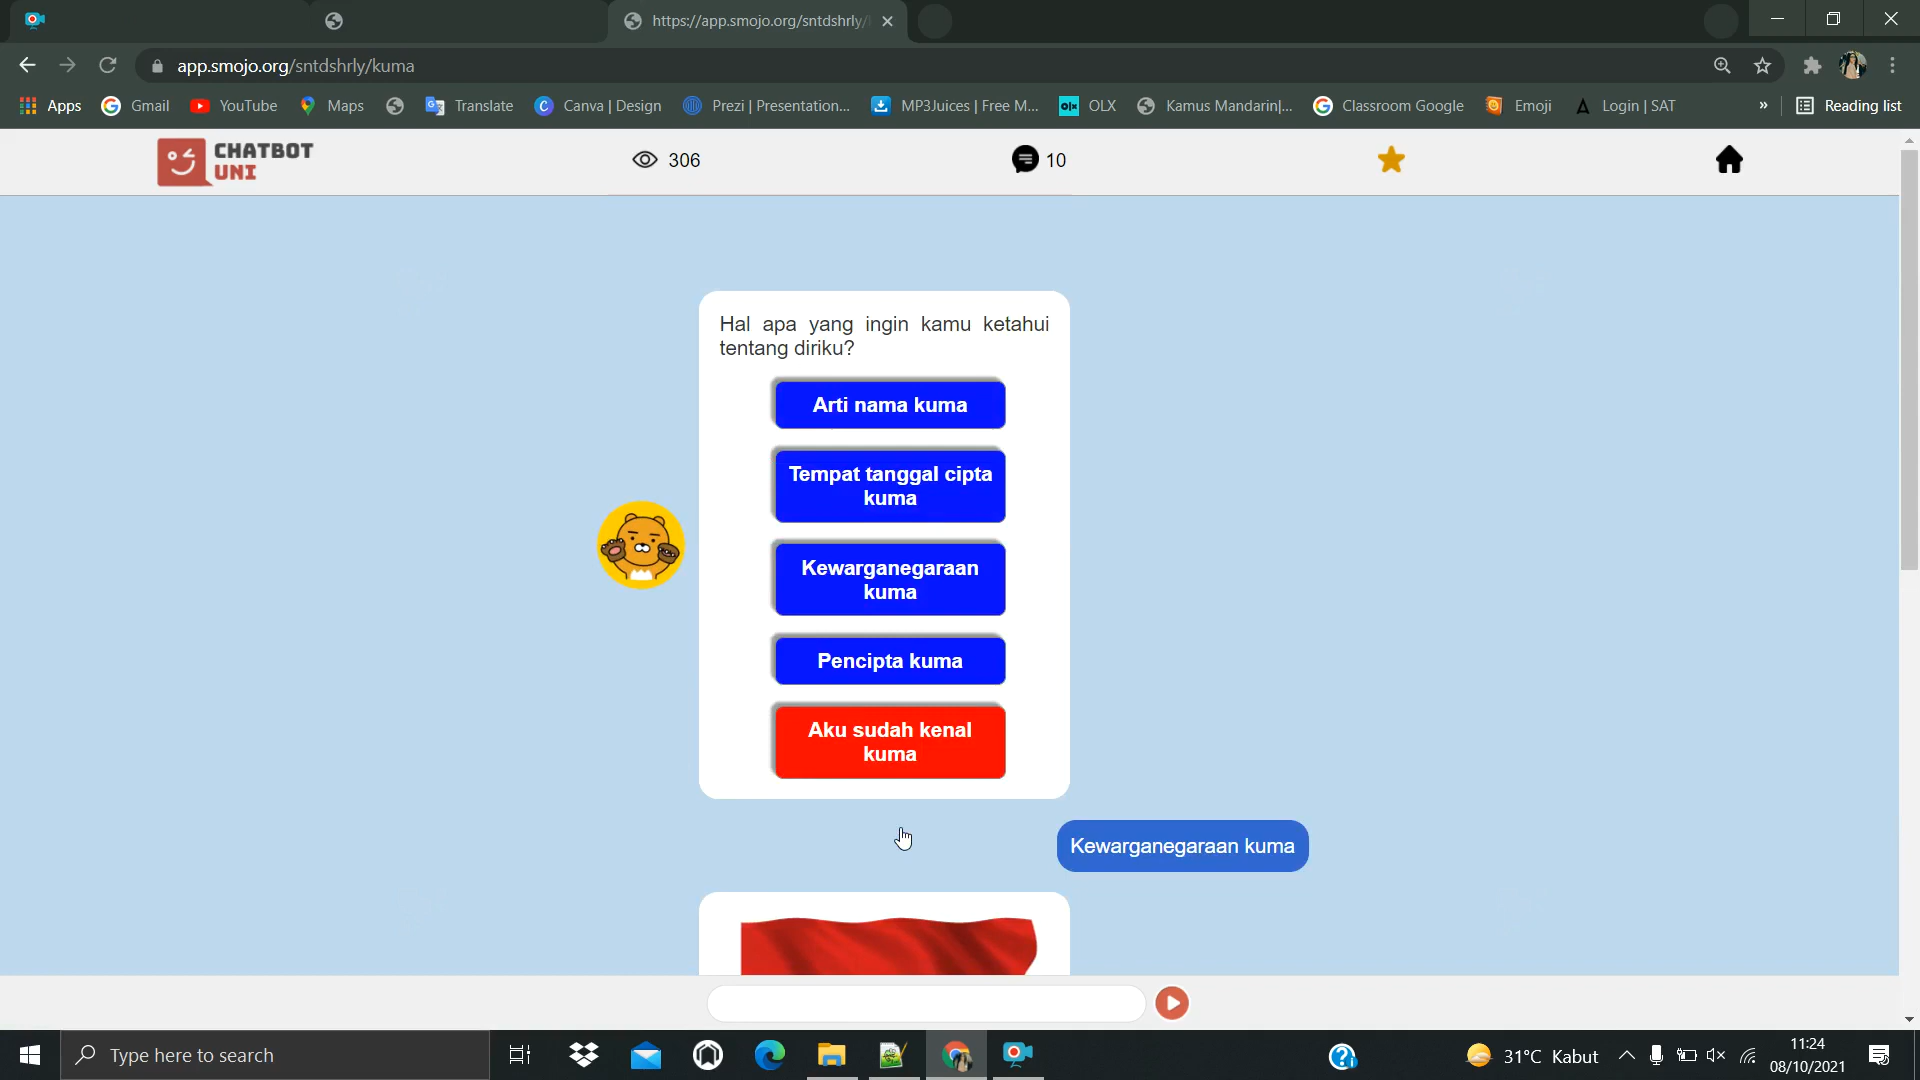 https://app.smojo.org/sntdshrly/
app.smojo.org/sntdshrly/kuma
Apps Gmail YouTube Maps Translate Canva | Design Prezi | Presentation... MP3Juices | Free M... OLX Kamus Mandarin|... Classroom Google Emoji Login | SAT » Reading list
CHATBOT
UNI
306
10
Hal apa yang ingin kamu ketahui
tentang diriku?
Arti nama kuma
Tempat tanggal cipta
kuma
Kewarganegaraan
kuma
Pencipta kuma
Aku sudah kenal
kuma
Kewarganegaraan kuma
Type here to search
31°C Kabut
11:24
08/10/2021